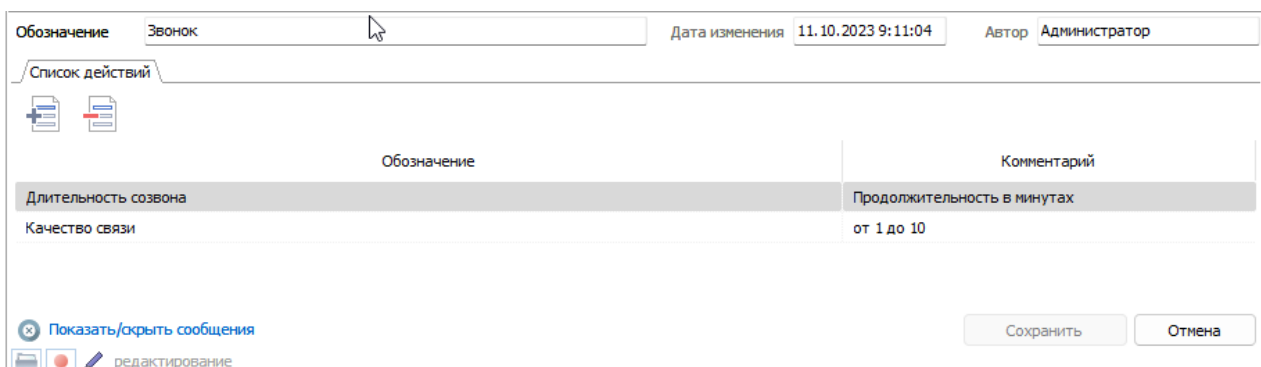 Обозначение Звонок Дата изменения 11.10.2023 9:11:04 Автор Администратор
Список действий
Обозначение Комментарий
Длительность созвона Продолжительность в минутах
Качество связи от 1 до 10
Показать/скрыть сообщения Сохранить Отмена
редактирование